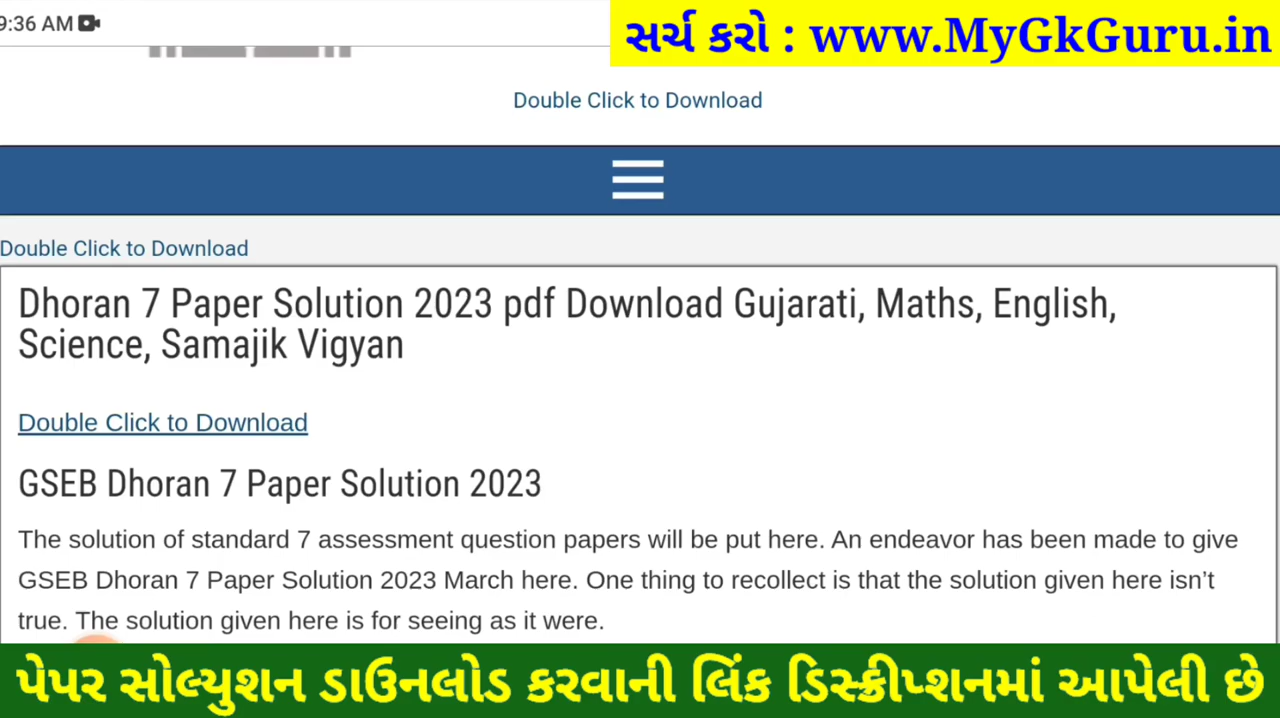 9:36 AM
સર્ચ કરો : www.MyGkGuru.in
Double Click to Download
Double Click to Download
Dhoran 7 Paper Solution 2023 pdf Download Gujarati, Maths, English,
Science, Samajik Vigyan
Double Click to Download
GSEB Dhoran 7 Paper Solution 2023
The solution of standard 7 assessment question papers will be put here. An endeavor has been made to give
GSEB Dhoran 7 Paper Solution 2023 March here. One thing to recollect is that the solution given here isn’t
true. The solution given here is for seeing as it were.
પેપર સોલ્યુશન ડાઉનલોડ કરવાની લિંક ડિસ્ક્રીપ્શનમાં આપેલી છે